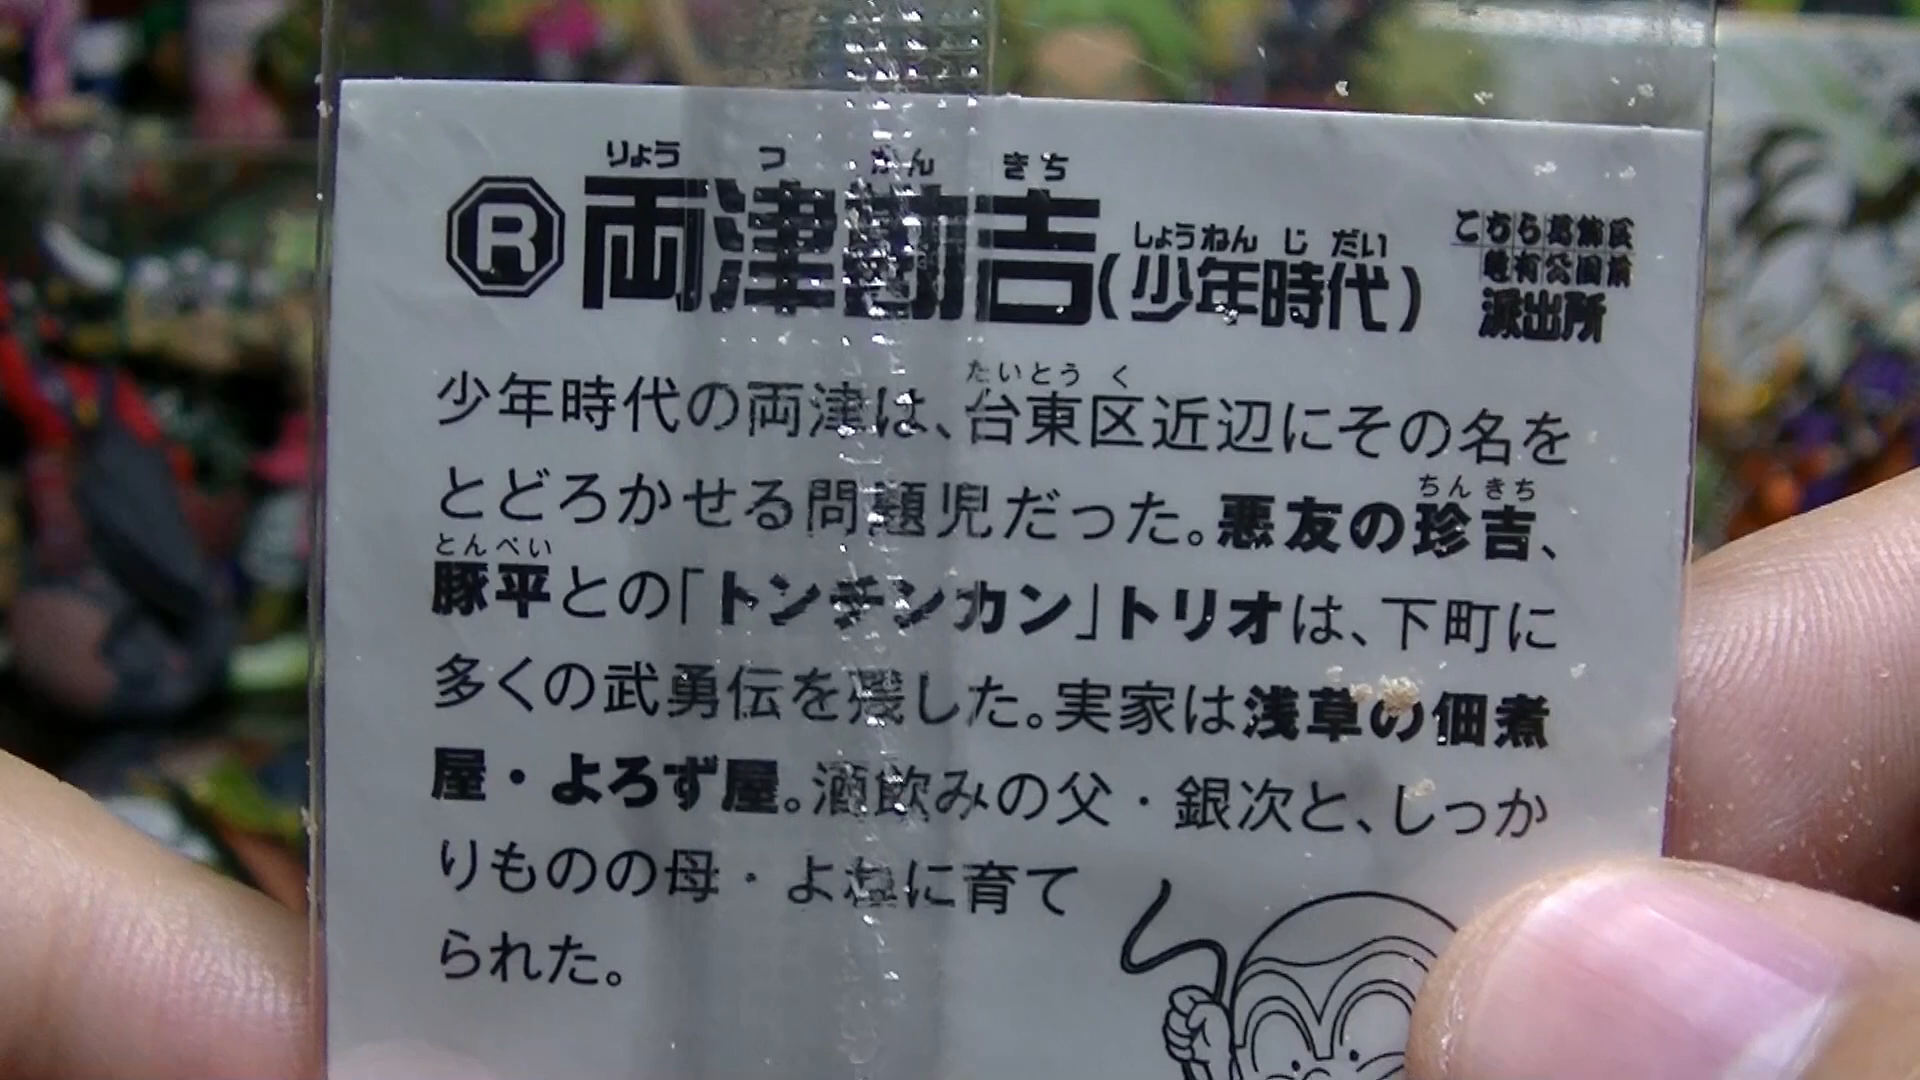 りょう つ かん きち
R 両津勘吉(少年時代)
しょうねん じ だい
こちら葛飾区
亀有公園前
派出所
たいとう く
少年時代の両津は、台東区近辺にその名を
ちんきち
とどろかせる問題児だった。悪友の珍吉、
とんぺい
豚平との「トンチンカン」トリオは、下町に
多くの武勇伝を残した。実家は浅草の佃煮
屋・よろず屋。酒飲みの父・銀次と、しっか
りものの母・よねに育て
られた。